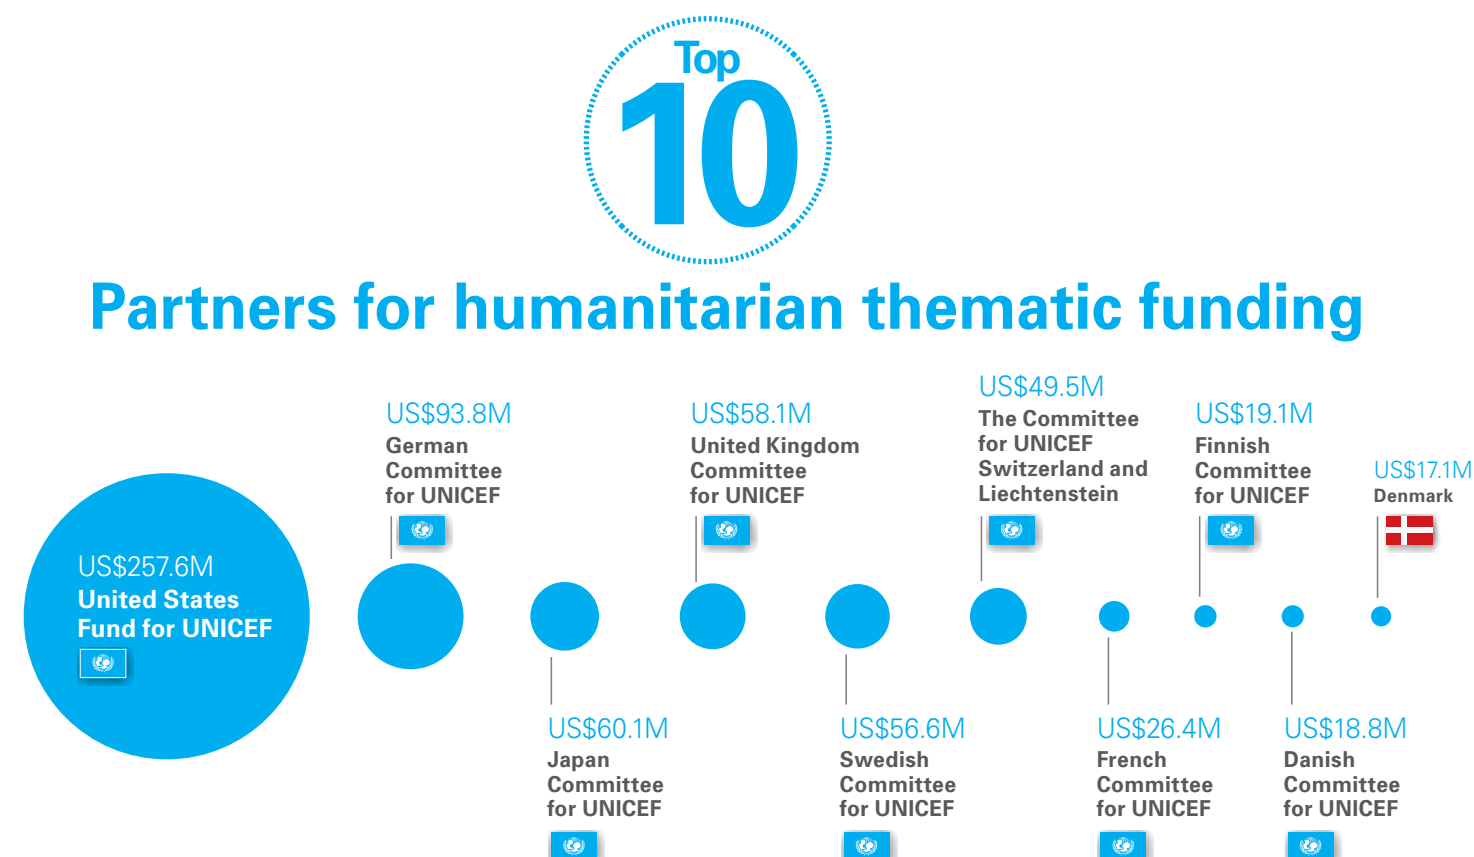 Top
10
Partners for humanitarian thematic funding
US$257.6M
United States
Fund for UNICEF
US$93.8M
German
Committee
for UNICEF
US$60.1M
Japan
Committee
for UNICEF
US$58.1M
United Kingdom
Committee
for UNICEF
US$56.6M
Swedish
Committee
for UNICEF
US$49.5M
The Committee
for UNICEF
Switzerland and
Liechtenstein
US$26.4M
French
Committee
for UNICEF
US$19.1M
Finnish
Committee
for UNICEF
US$18.8M
Danish
Committee
for UNICEF
US$17.1M
Denmark